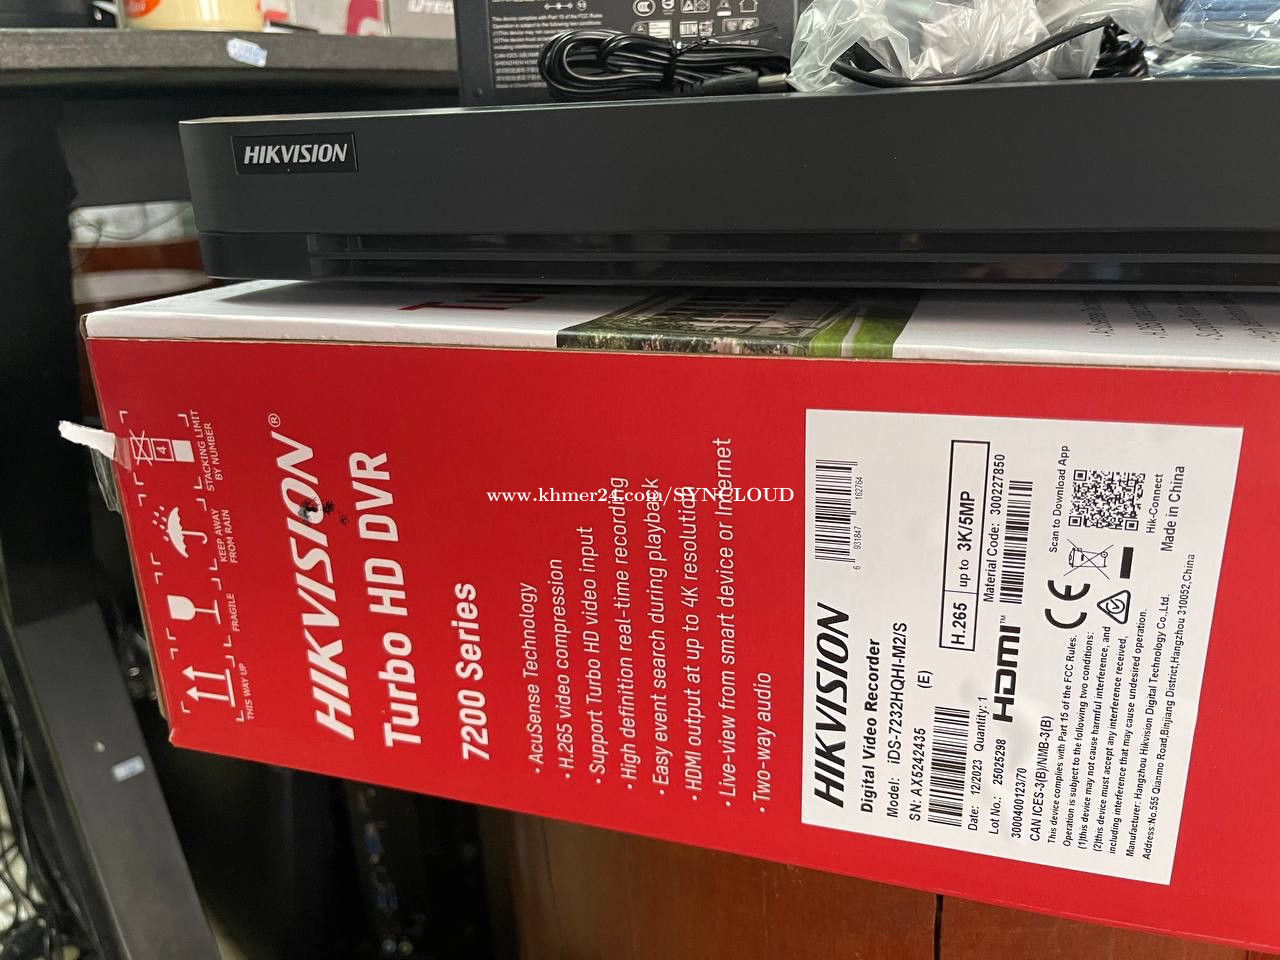 HIKVISION
www.khmer24.com/SYNCLOUD
THIS WAY UP
FRAGILE
KEEP AWAY
FROM RAIN
4
STACKING LIMIT
BY NUMBER
HIKVISION®
Turbo HD DVR
7200 Series
· AcuSense Technology
· H.265 video compression
· Support Turbo HD video input
· High definition real-time recording
· Easy event search during playback
· HDMI output at up to 4K resolution
· Live-view from smart device or Internet
· Two-way audio
6 931847 162764
HIKVISION
Digital Video Recorder
Model: iDS-7232HQHI-M2/S
(E)
SN: AX5242435
H.265 up to 3K/5MP
Date: 12/2023 Quantity: 1
Material Code: 300227850
Lot No.: 25025298
HDMI™
3000400123/70
CAN ICES-3(B)/NMB-3(B)
CE
Scan to Download App
Hik-Connect
Made in China
This device complies with Part 15 of the FCC Rules.
Operation is subject to the following two conditions:
(1)this device may not cause harmful interference, and
(2)this device must accept any interference received,
including interference that may cause undesired operation.
Manufacturer: Hangzhou Hikvision Digital Technology Co.,Ltd.
Address:No.555 Qianmo Road,Binjiang District,Hangzhou 310052,China